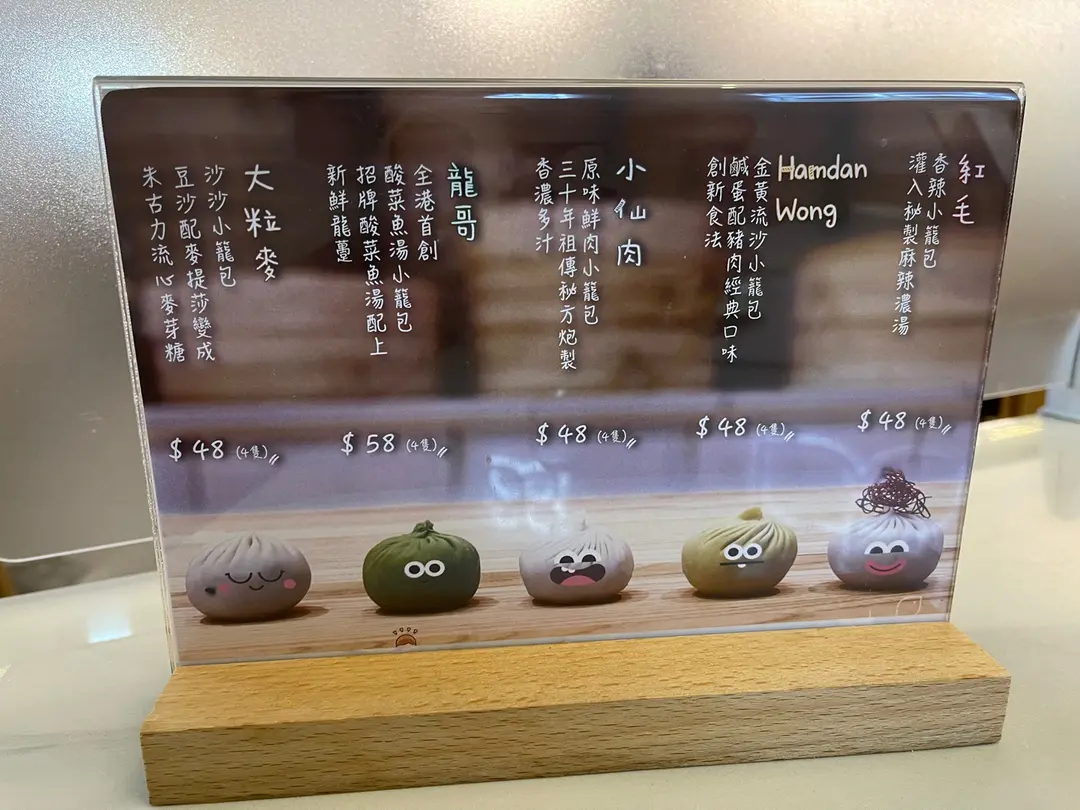 紅毛
香辣小籠包
灌入秘製麻辣濃湯
$48 (4隻)
Hamdan
Wong
金黃流沙小籠包
鹹蛋配豬肉經典口味
創新食法
$48 (4隻)
小仙肉
原味鮮肉小籠包
三十年祖傳秘方炮製
香濃多汁
$48 (4隻)
龍哥
全港首創
酸菜魚湯小籠包
招牌酸菜魚湯配上
新鮮龍躉
$58 (4隻)
大粒麥
沙沙小籠包
豆沙配麥提莎變成
朱古力流心麥芽糖
$48 (4隻)